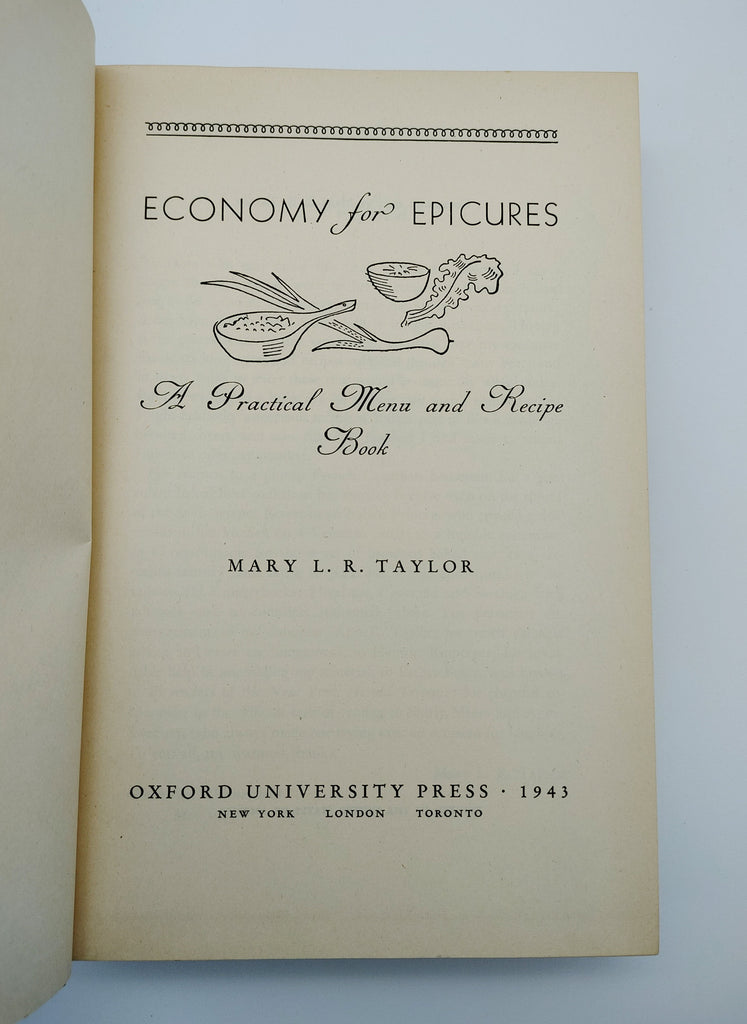 ECONOMY for EPICURES
A Practical Menu and Recipe
Book
MARY L. R. TAYLOR
OXFORD UNIVERSITY PRESS · 1943
NEW YORK LONDON TORONTO